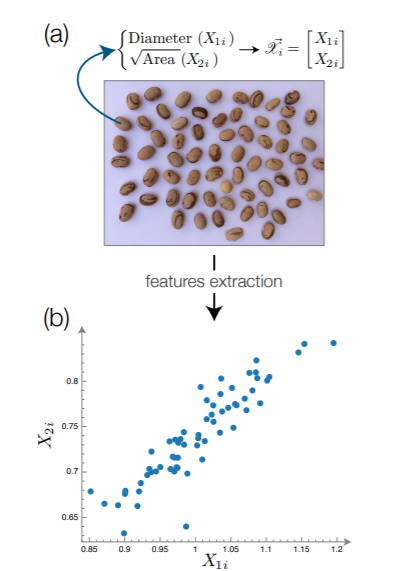 (a)
Diameter (X1i)
√Area (X2i) → 𝒳⃗i = [X1i X2i]
features extraction
(b)
X2i
0.8
0.75
0.7
0.65
0.85 0.9 0.95 1 1.05 1.1 1.15 1.2
X1i